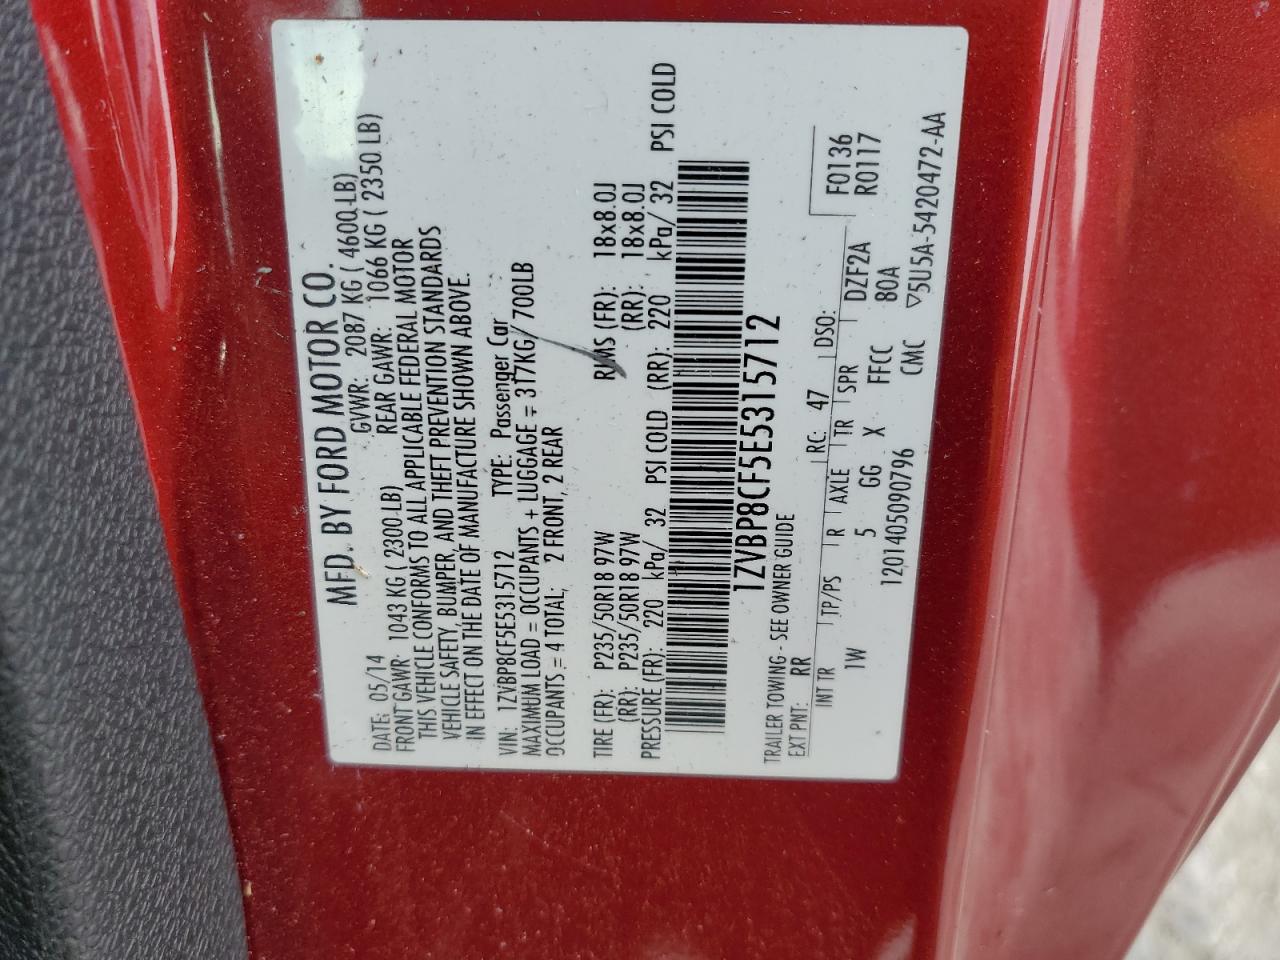 MFD. BY FORD MOTOR CO.
DATE: 05/14 GVWR: 2087 KG ( 4600 LB)
FRONT GAWR: 1043 KG ( 2300 LB) REAR GAWR: 1066 KG ( 2350 LB)
THIS VEHICLE CONFORMS TO ALL APPLICABLE FEDERAL MOTOR
VEHICLE SAFETY, BUMPER, AND THEFT PREVENTION STANDARDS
IN EFFECT ON THE DATE OF MANUFACTURE SHOWN ABOVE.
VIN: 1ZVBP8CF5E5315712 TYPE: Passenger Car
MAXIMUM LOAD = OCCUPANTS + LUGGAGE = 317KG/ 700LB
OCCUPANTS = 4 TOTAL; 2 FRONT, 2 REAR
TIRE (FR): P235/50R18 97W RIMS (FR): 18x8.0J
(RR): P235/50R18 97W (RR): 18x8.0J
PRESSURE (FR): 220 kPa/ 32 PSI COLD (RR): 220 kPa/ 32 PSI COLD
1ZVBP8CF5E5315712
TRAILER TOWING - SEE OWNER GUIDE
EXT PNT: RR RC: 47 DSO: F0136
R0117
INT TR TP/PS R AXLE TR SPR DZF2A
1W 5 GG X FFCC 80A
12014050907​96 CMC ▽5U5A-5420472-AA